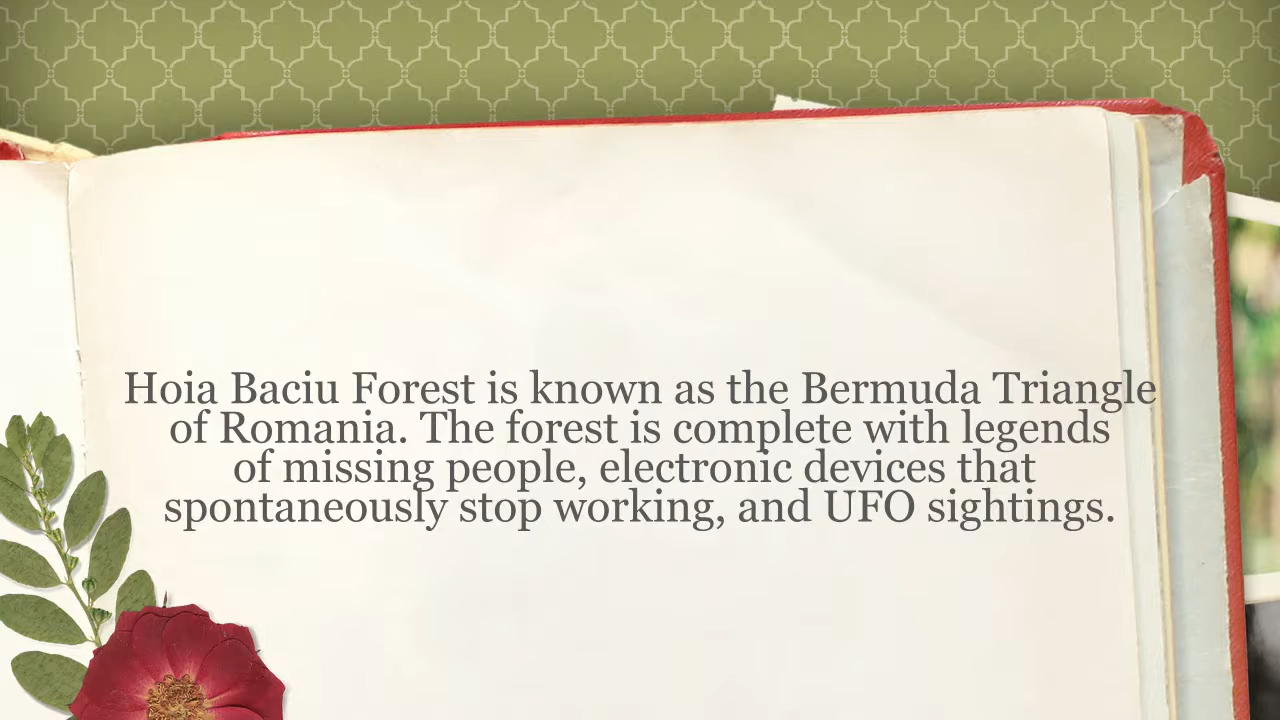 Hoia Baciu Forest is known as the Bermuda Triangle
of Romania. The forest is complete with legends
of missing people, electronic devices that
spontaneously stop working, and UFO sightings.